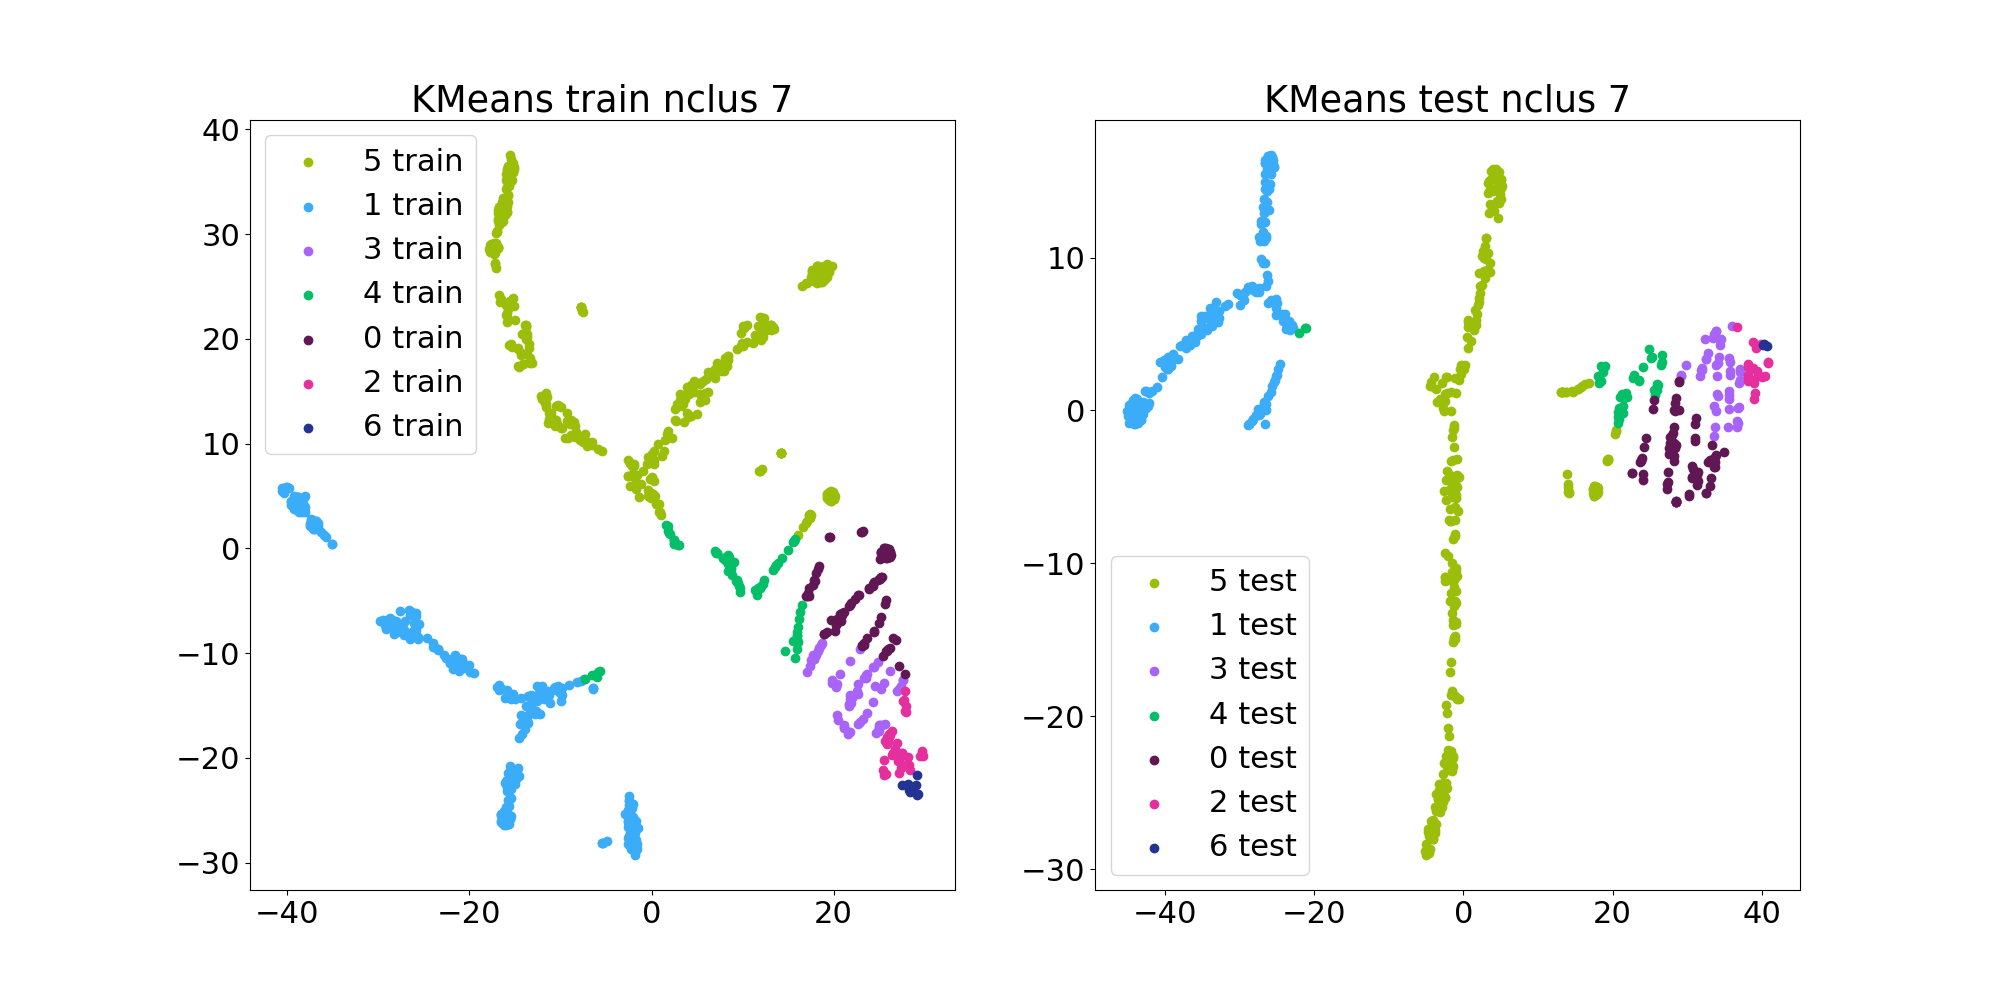 KMeans train nclus 7
40
30
20
10
0
−10
−20
−30
−40
−20
0
20
5 train
1 train
3 train
4 train
0 train
2 train
6 train
KMeans test nclus 7
10
0
−10
−20
−30
−40
−20
0
20
40
5 test
1 test
3 test
4 test
0 test
2 test
6 test